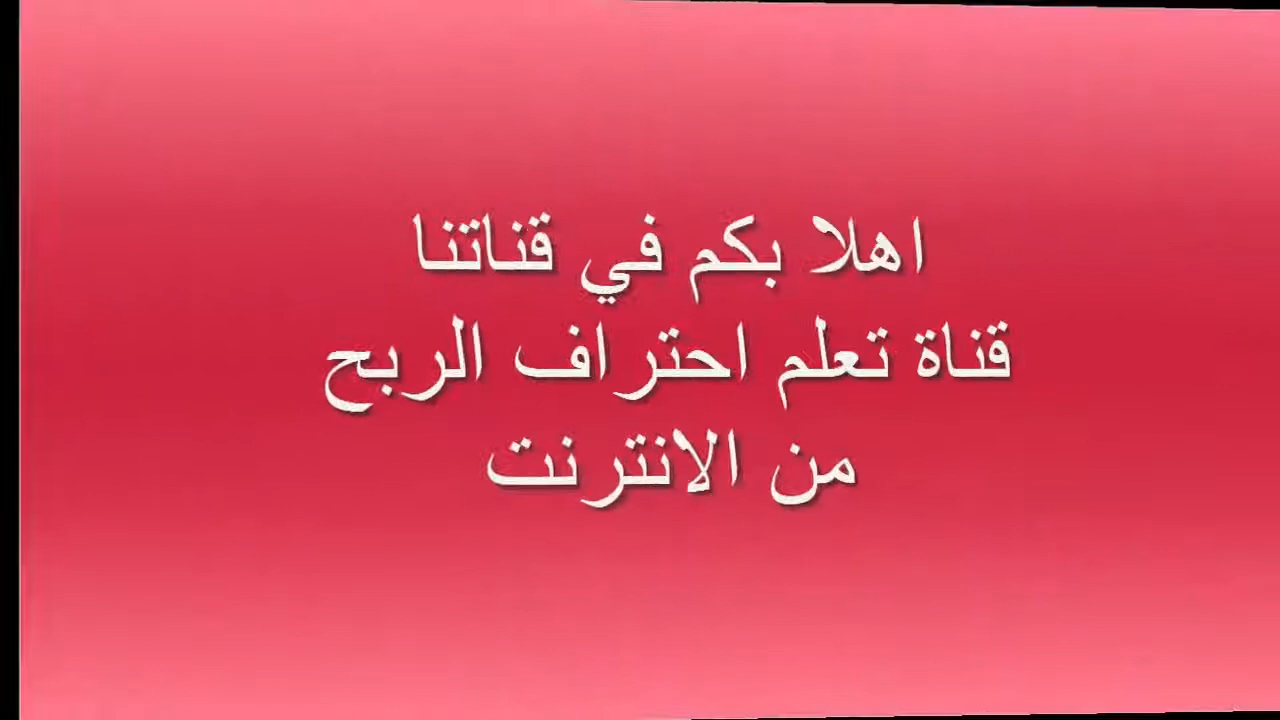 اهلا بكم في قناتنا
قناة تعلم احتراف الربح
من الانترنت